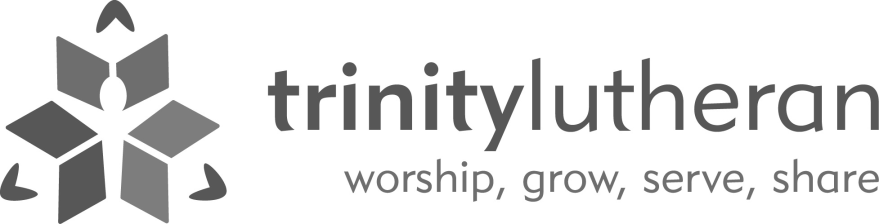 trinitylutheran
worship, grow, serve, share